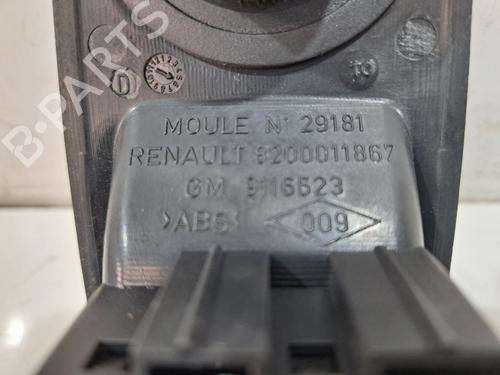 MOULE N° 29181
RENAULT 8200011867
GM 9116523
>ABS< 009
B-PARTS